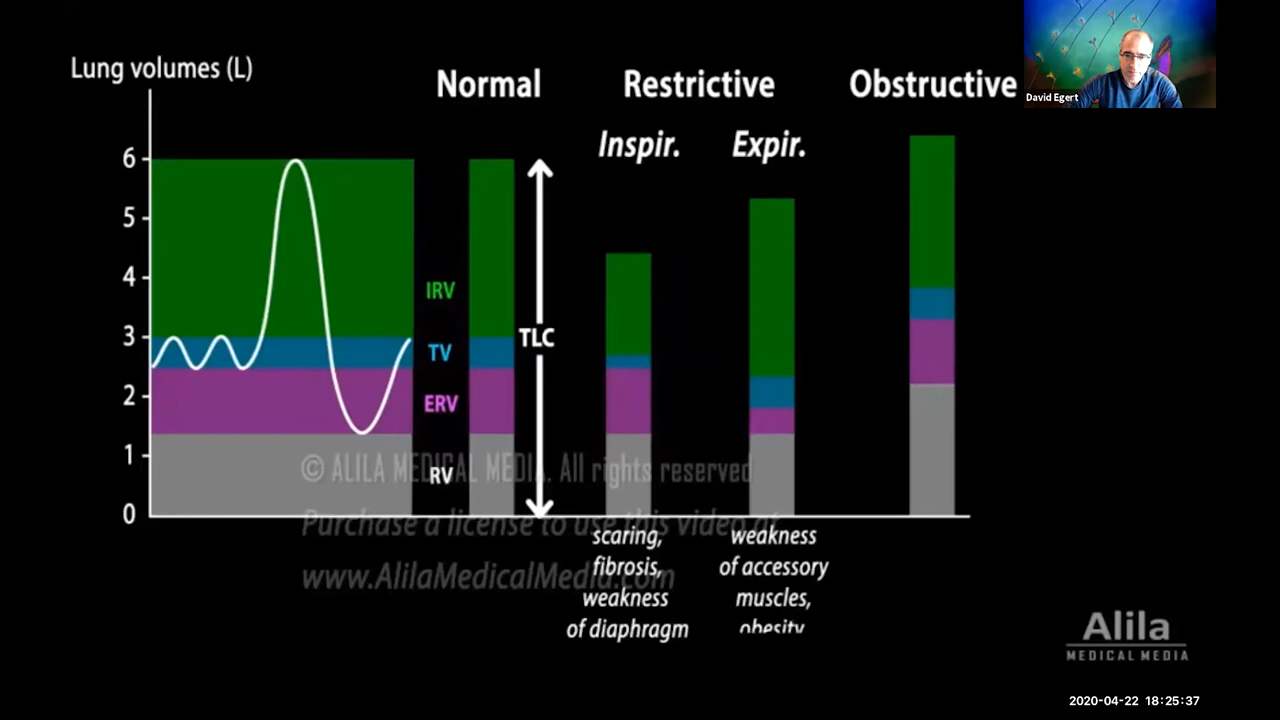 Lung volumes (L)
Normal
Restrictive
Obstructive
David Egert
Inspir.
Expir.
6
5
4
3
2
1
0
IRV
TV
ERV
RV
TLC
© ALILA MEDICAL MEDIA. All rights reserved
Purchase a license to use this video at
www.AlilaMedicalMedia.com
scaring,
fibrosis,
weakness
of diaphragm
weakness
of accessory
muscles,
obesity
Alila
MEDICAL MEDIA
2020-04-22 18:25:37